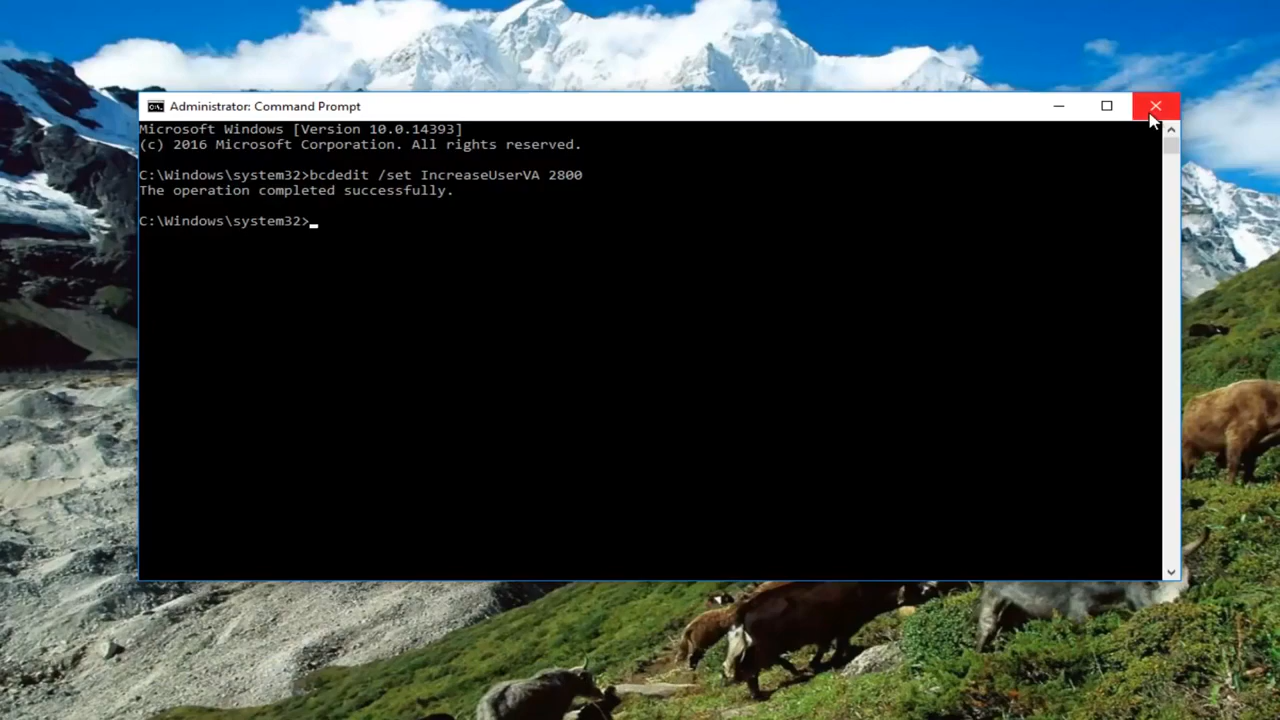 Administrator: Command Prompt
Microsoft Windows [Version 10.0.14393]
(c) 2016 Microsoft Corporation. All rights reserved.
C:\Windows\system32>bcdedit /set IncreaseUserVA 2800
The operation completed successfully.
C:\Windows\system32>